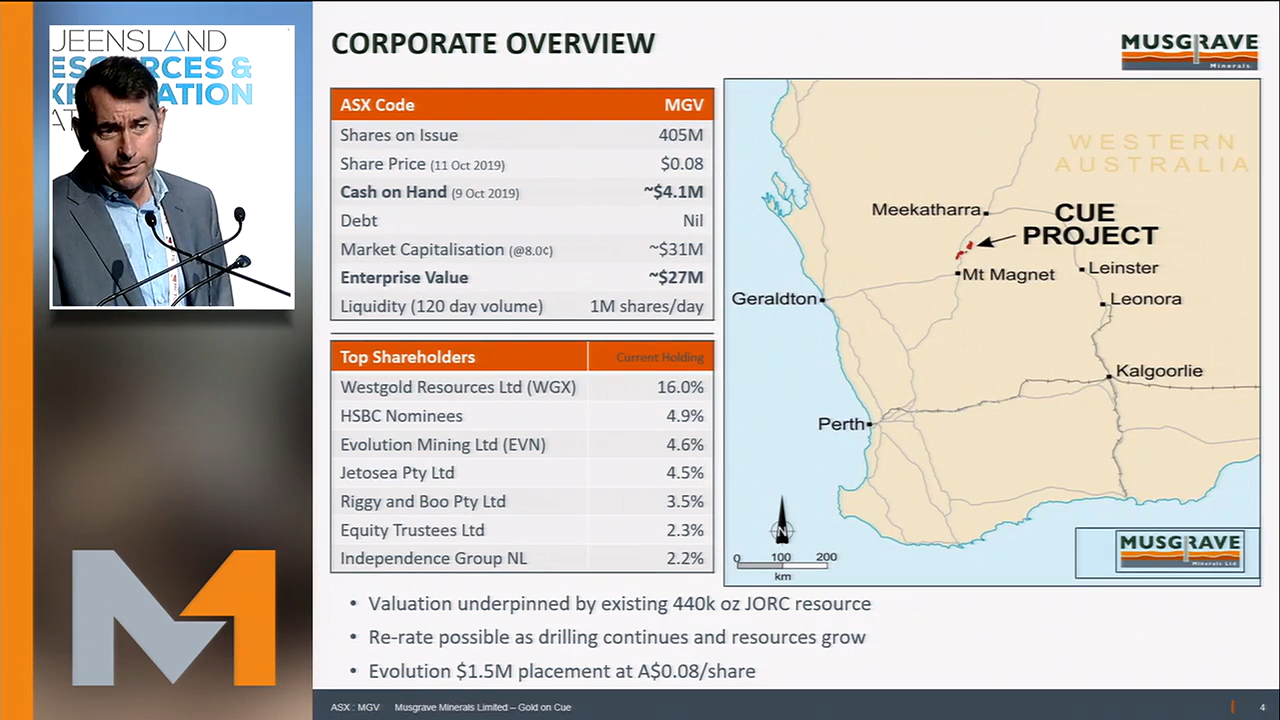 JEENSLAND
ES RCES &
XP ATION
AT
CORPORATE OVERVIEW
MUSGRAVE
Minerals
ASX Code MGV
Shares on Issue 405M
Share Price (11 Oct 2019) $0.08
Cash on Hand (9 Oct 2019) ~$4.1M
Debt Nil
Market Capitalisation (@8.0¢) ~$31M
Enterprise Value ~$27M
Liquidity (120 day volume) 1M shares/day
Top Shareholders Current Holding
Westgold Resources Ltd (WGX) 16.0%
HSBC Nominees 4.9%
Evolution Mining Ltd (EVN) 4.6%
Jetosea Pty Ltd 4.5%
Riggy and Boo Pty Ltd 3.5%
Equity Trustees Ltd 2.3%
Independence Group NL 2.2%
WESTERN
AUSTRALIA
Meekatharra
CUE
PROJECT
Mt Magnet
Leinster
Geraldton
Leonora
Kalgoorlie
Perth
N
0 100 200
km
MUSGRAVE
Minerals Ltd
• Valuation underpinned by existing 440k oz JORC resource
• Re-rate possible as drilling continues and resources grow
• Evolution $1.5M placement at A$0.08/share
M1
ASX : MGV Musgrave Minerals Limited – Gold on Cue
4